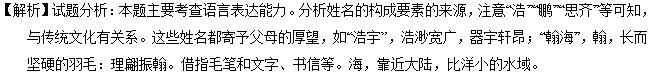 【解析】试题分析：本题主要考查语言表达能力。分析姓名的构成要素的来源，注意“浩”“鹏”“思齐”等可知，
与传统文化有关系。这些姓名都寄予父母的厚望，如“浩宇”，浩渺宽广，器宇轩昂；“翰海”，翰，长而
坚硬的羽毛：理翩振翰。借指毛笔和文字、书信等。海，靠近大陆，比洋小的水域。